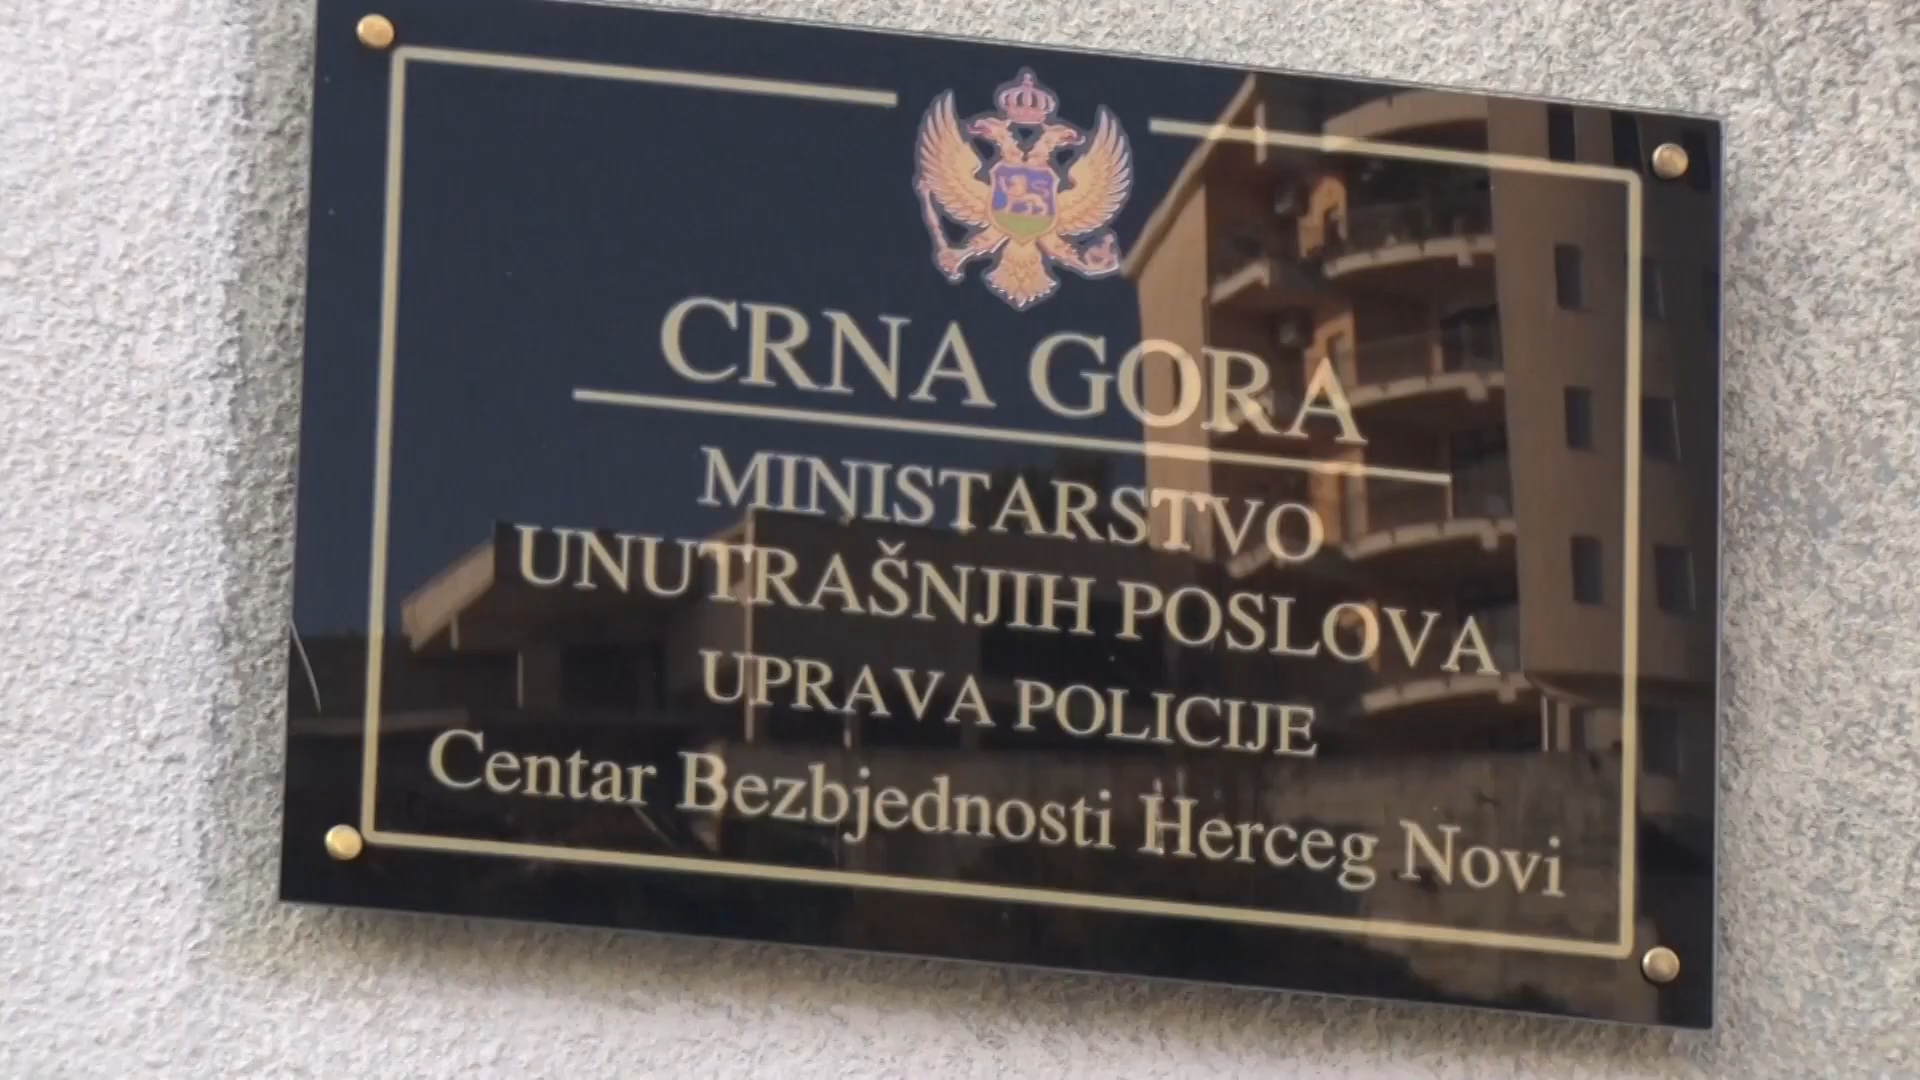 CRNA GORA
MINISTARSTVO
UNUTRAŠNJIH POSLOVA
UPRAVA POLICIJE
Centar Bezbjednosti Herceg Novi